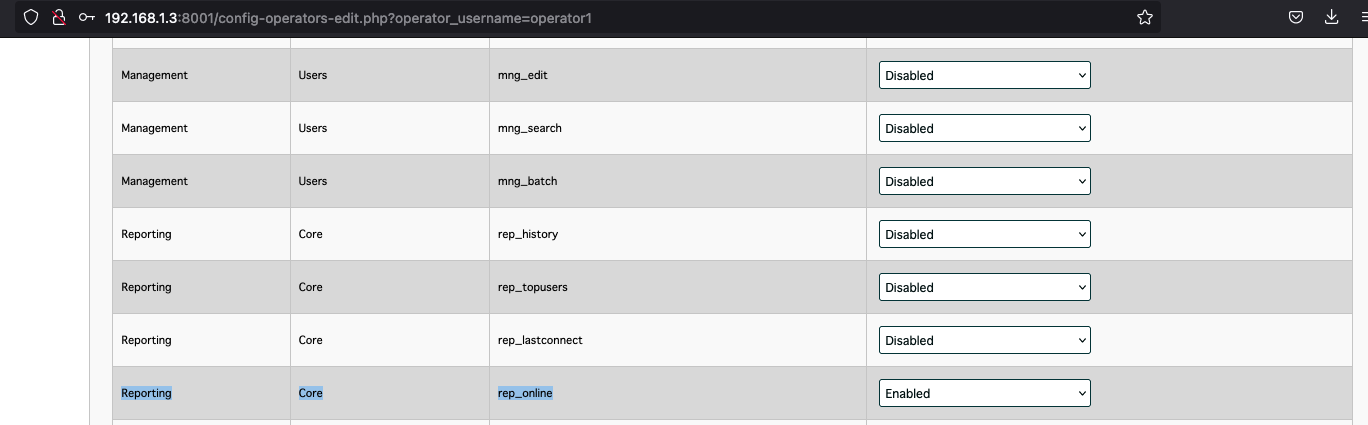 192.168.1.3:8001/config-operators-edit.php?operator_username=operator1
Management Users mng_edit Disabled
Management Users mng_search Disabled
Management Users mng_batch Disabled
Reporting Core rep_history Disabled
Reporting Core rep_topusers Disabled
Reporting Core rep_lastconnect Disabled
Reporting Core rep_online Enabled